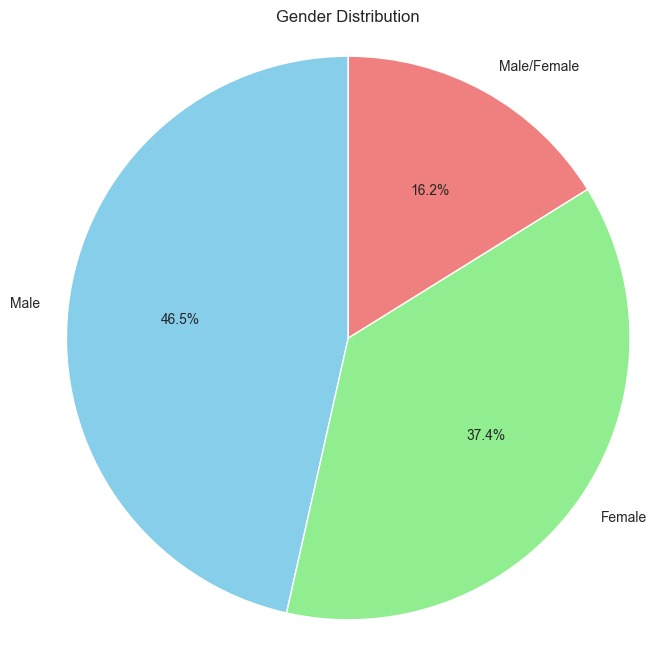 Gender Distribution
Male/Female
16.2%
Male
46.5%
37.4%
Female